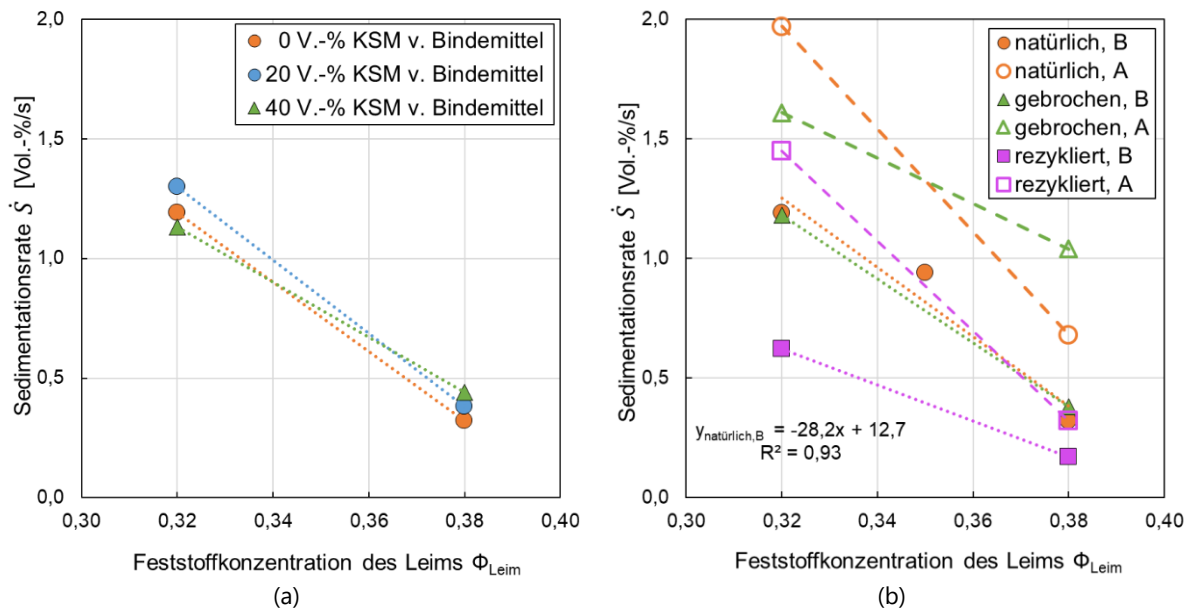 2,0
1,5
1,0
0,5
0,0
0,30
0,32
0,34
0,36
0,38
0,40
Sedimentationsrate Ṡ [Vol.-%/s]
Feststoffkonzentration des Leims Φ_Leim
0 V.-% KSM v. Bindemittel
20 V.-% KSM v. Bindemittel
40 V.-% KSM v. Bindemittel
(a)
2,0
1,5
1,0
0,5
0,0
0,30
0,32
0,34
0,36
0,38
0,40
Sedimentationsrate Ṡ [Vol.-%/s]
Feststoffkonzentration des Leims Φ_Leim
natürlich, B
natürlich, A
gebrochen, B
gebrochen, A
rezykliert, B
rezykliert, A
y_natürlich,B = -28,2x + 12,7
R² = 0,93
(b)